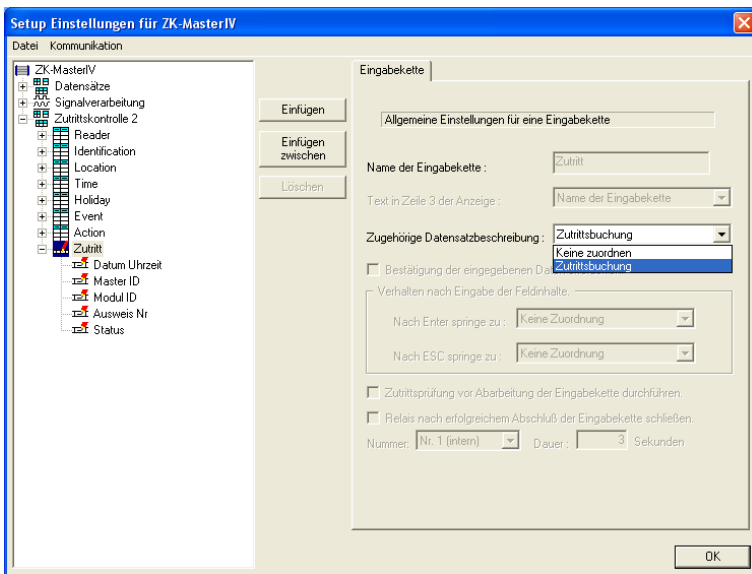 Setup Einstellungen für ZK-MasterIV
Datei Kommunikation
ZK-MasterIV
Datensätze
Signalverarbeitung
Zutrittskontrolle 2
Reader
Identification
Location
Time
Holiday
Event
Action
Zutritt
Datum Uhrzeit
Master ID
Modul ID
Ausweis Nr
Status
Einfügen
Einfügen
zwischen
Löschen
Eingabekette
Allgemeine Einstellungen für eine Eingabekette
Name der Eingabekette : Zutritt
Text in Zeile 3 der Anzeige : Name der Eingabekette
Zugehörige Datensatzbeschreibung : Zutrittsbuchung
Keine zuordnen
Zutrittsbuchung
Bestätigung der eingegebenen
Verhalten nach Eingabe der Feldinhalte.
Nach Enter springe zu : Keine Zuordnung
Nach ESC springe zu : Keine Zuordnung
Zutrittsprüfung vor Abarbeitung der Eingabekette durchführen.
Relais nach erfolgreichem Abschluß der Eingabekette schließen.
Nummer: Nr. 1 (intern) Dauer : 3 Sekunden
OK